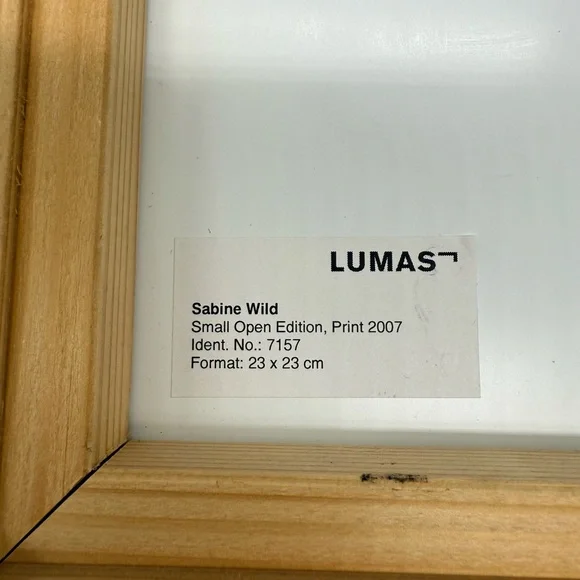 LUMAS
Sabine Wild
Small Open Edition, Print 2007
Ident. No.: 7157
Format: 23 x 23 cm